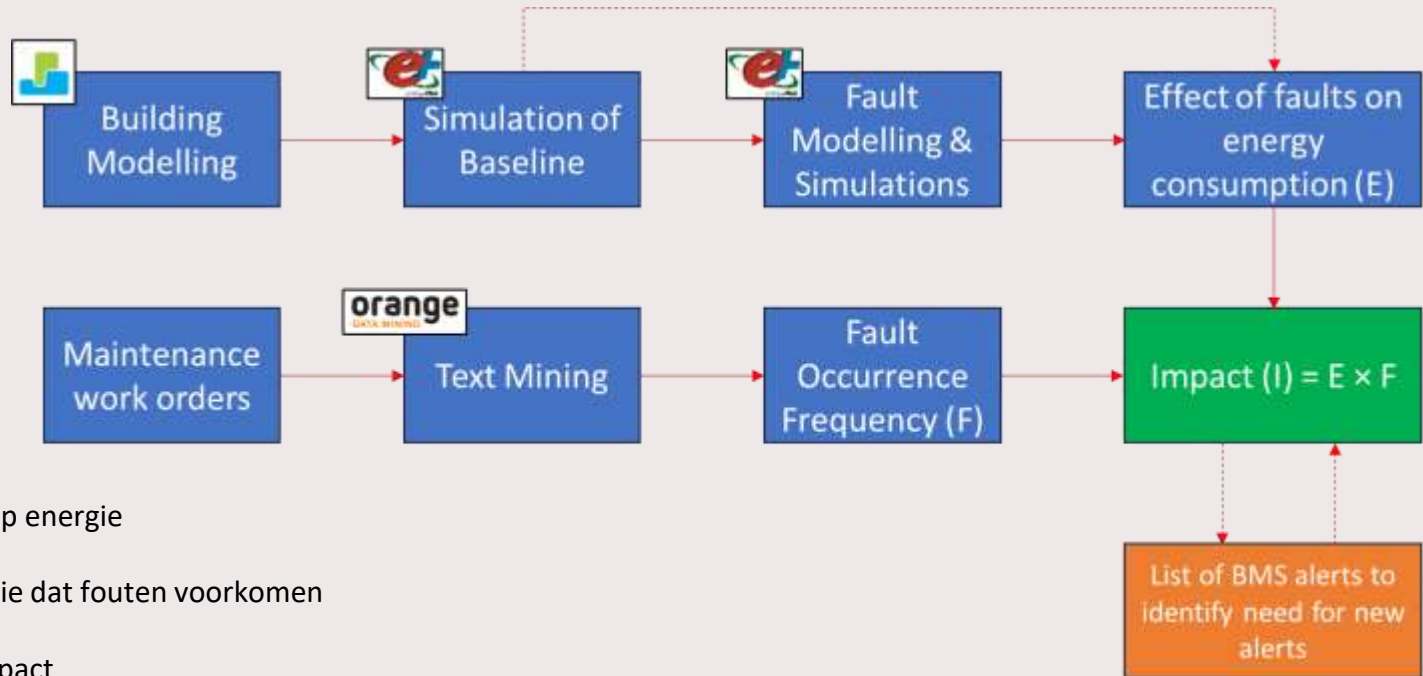 Building
Modelling
Simulation of
Baseline
Fault
Modelling &
Simulations
Effect of faults on
energy
consumption (E)
orange
DATA MINING
Maintenance
work orders
Text Mining
Fault
Occurrence
Frequency (F)
Impact (I) = E × F
p energie
ie dat fouten voorkomen
pact
List of BMS alerts to
identify need for new
alerts